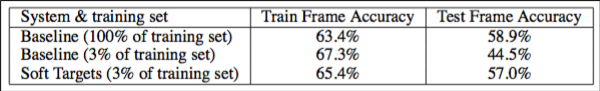 System & training set Train Frame Accuracy Test Frame Accuracy
Baseline (100% of training set) 63.4% 58.9%
Baseline (3% of training set) 67.3% 44.5%
Soft Targets (3% of training set) 65.4% 57.0%